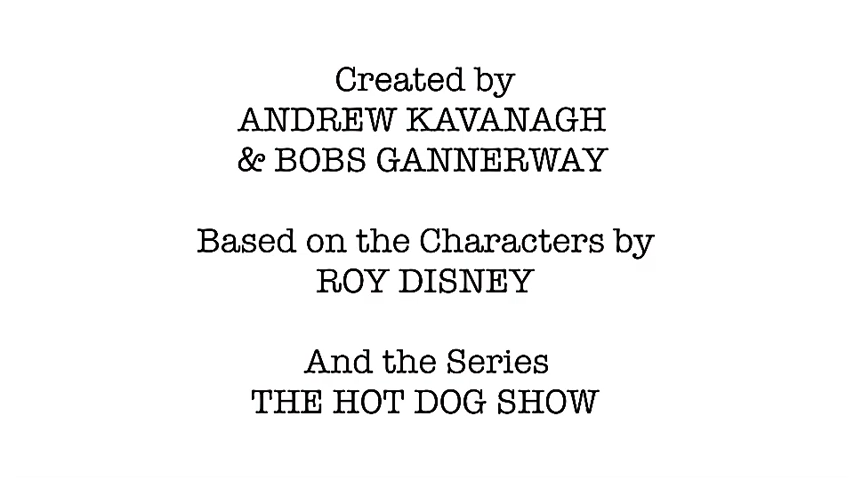 Created by
ANDREW KAVANAGH
& BOBS GANNERWAY
Based on the Characters by
ROY DISNEY
And the Series
THE HOT DOG SHOW